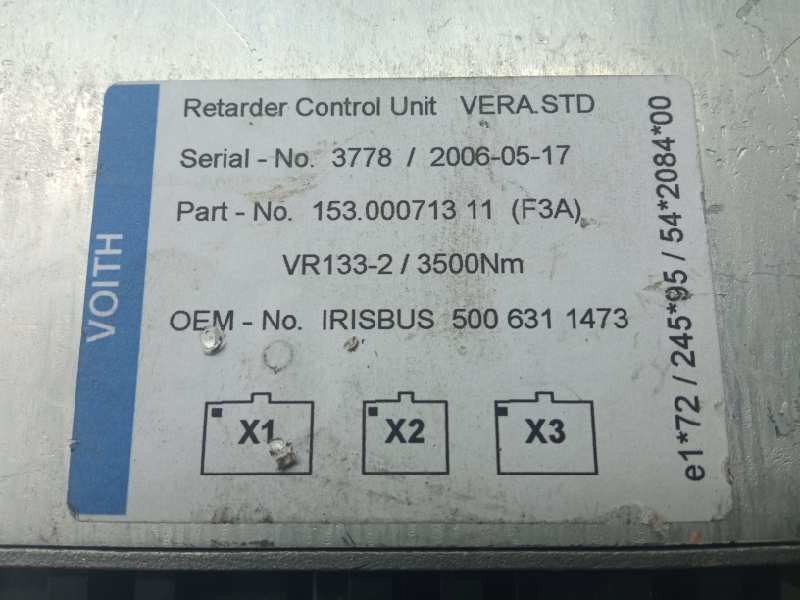 VOITH
Retarder Control Unit VERA.STD
Serial - No. 3778 / 2006-05-17
Part - No. 153.000713 11 (F3A)
VR133-2 / 3500Nm
OEM - No. IRISBUS 500 631 1473
X1 X2 X3
e1*72 / 245*95 / 54*2084*00